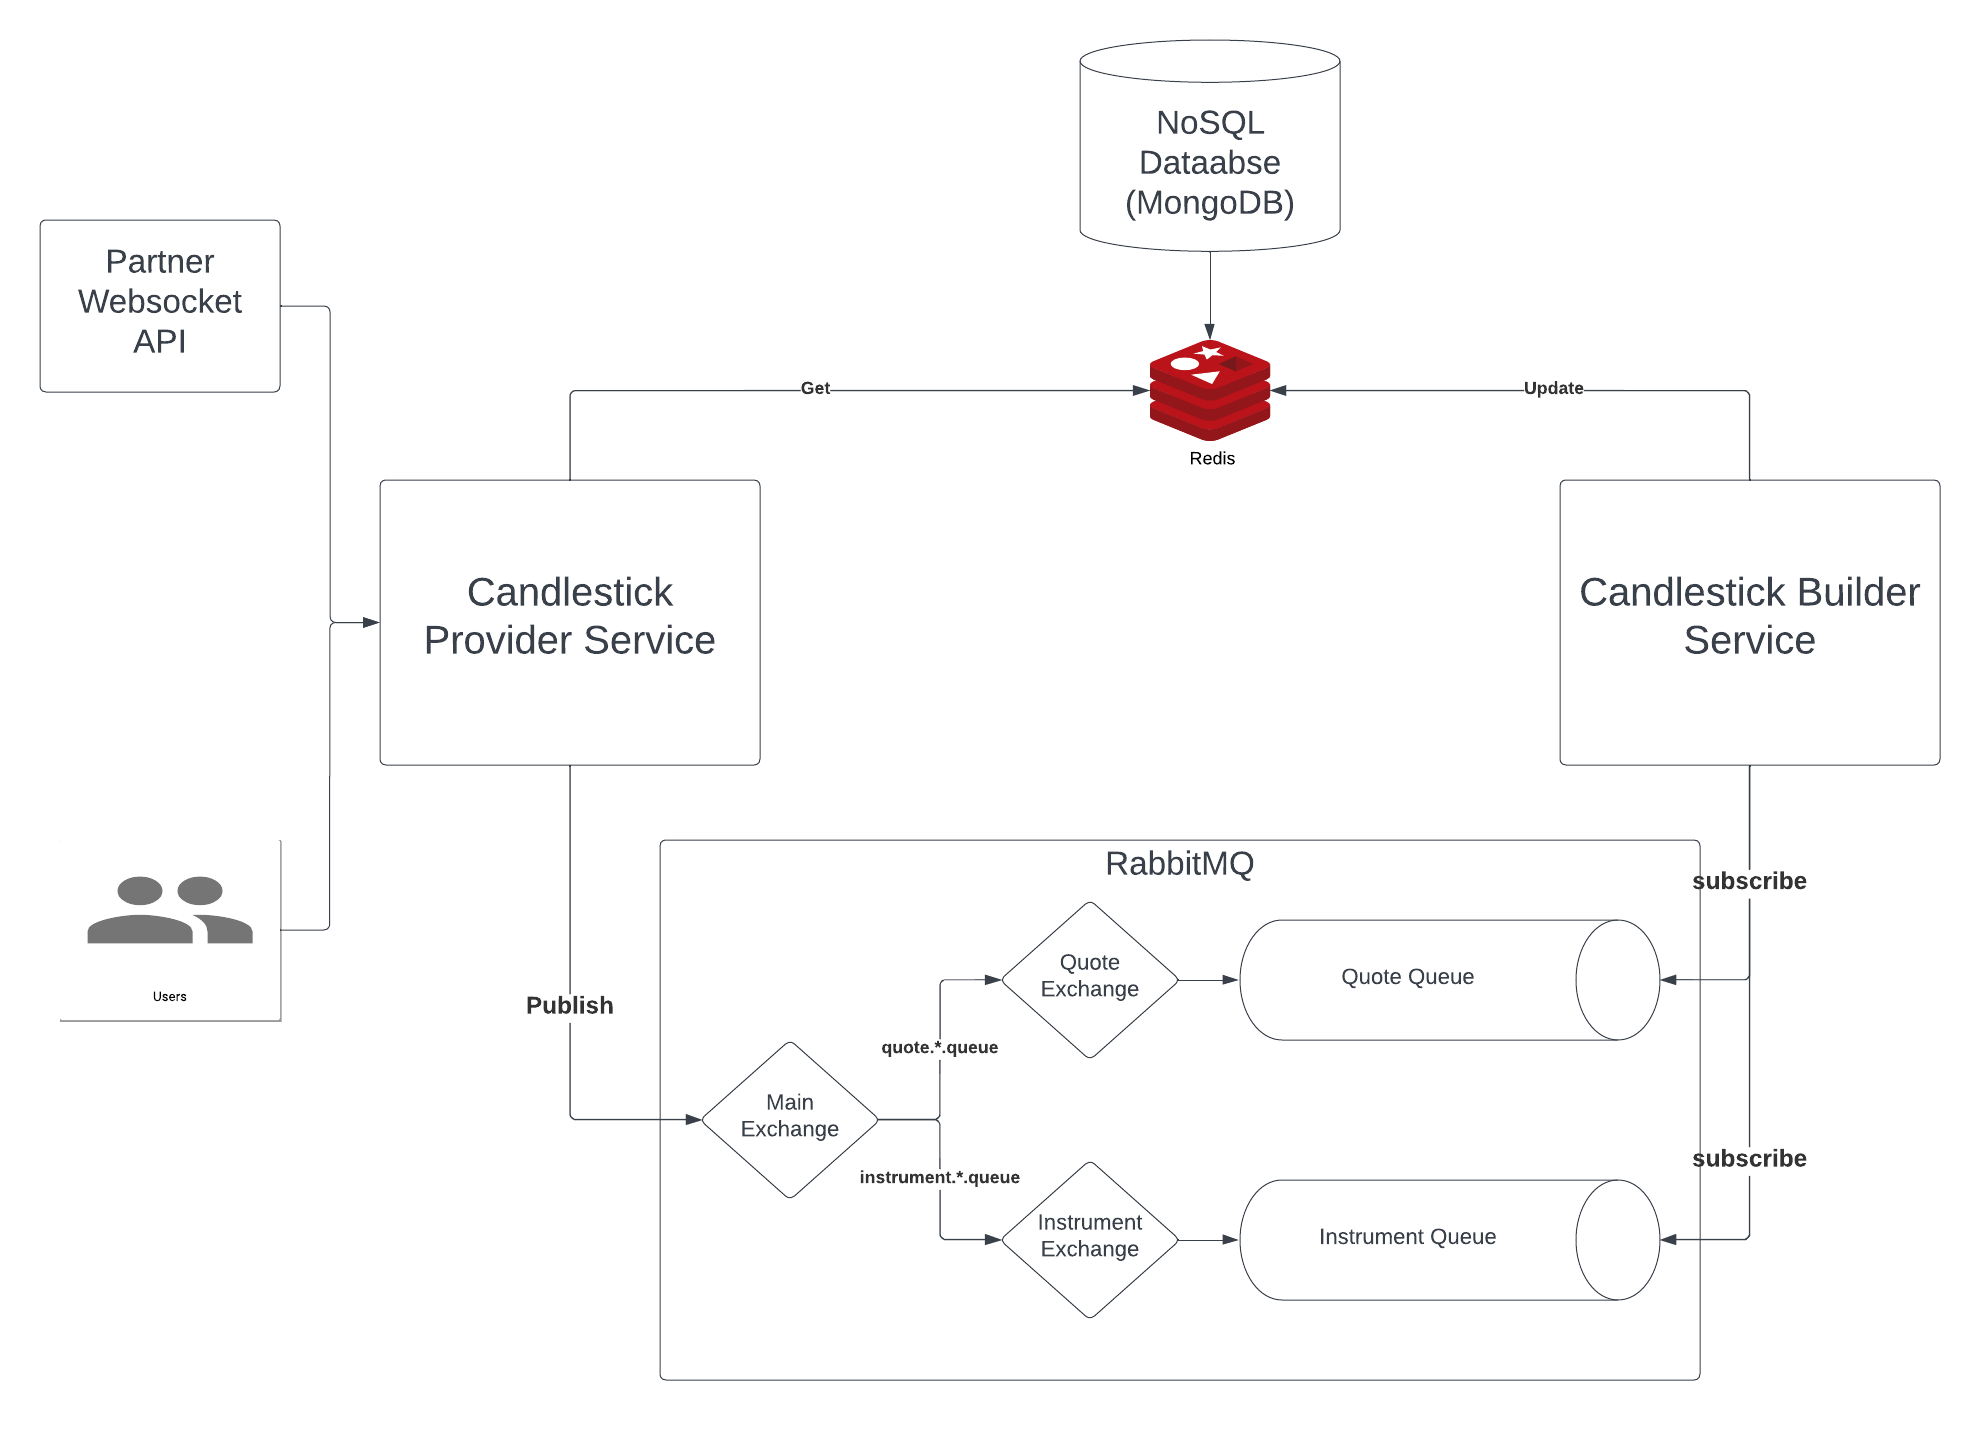 NoSQL
Dataabse
(MongoDB)
Partner
Websocket
API
Get
Update
Redis
Candlestick
Provider Service
Candlestick Builder
Service
RabbitMQ
subscribe
Quote
Exchange
Quote Queue
Users
Publish
quote.*.queue
Main
Exchange
instrument.*.queue
subscribe
Instrument
Exchange
Instrument Queue